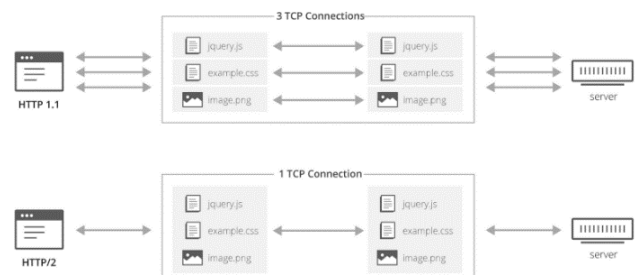 3 TCP Connections
jquery.js jquery.js
example.css example.css
image.png image.png
HTTP 1.1
server
1 TCP Connection
jquery.js jquery.js
example.css example.css
image.png image.png
HTTP/2
server